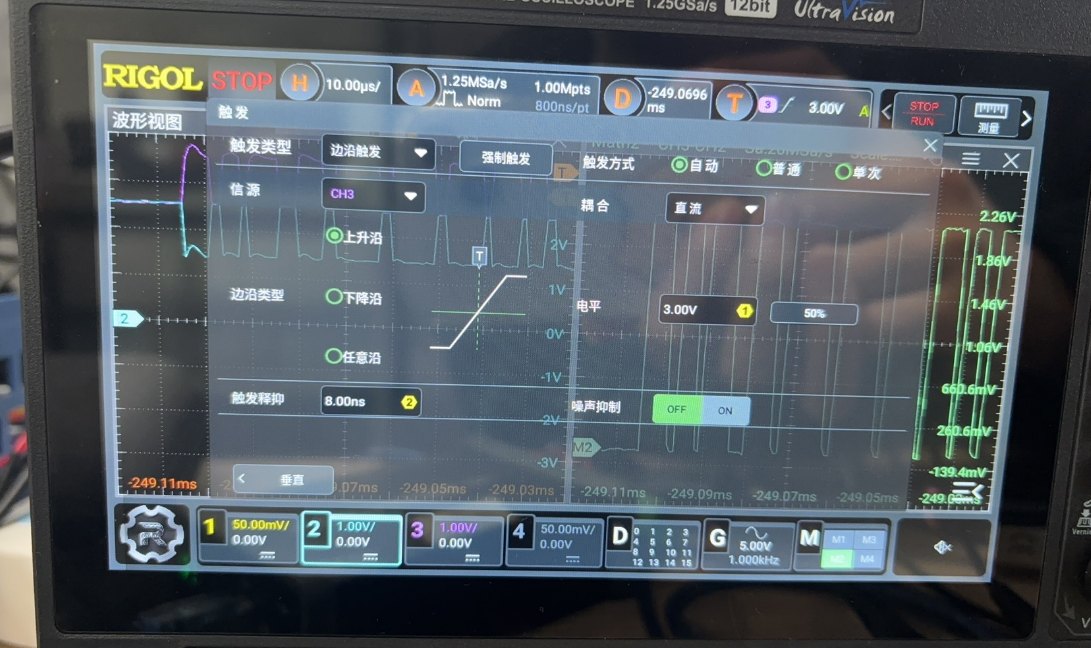 OSCILLOSCOPE 1.25GSa/s 12bit UltraVision
RIGOL STOP H 10.00μs/ A 1.25MSa/s 1.00Mpts D -249.0696 T 3 3.00V A STOP
Norm 800ns/pt ms RUN 测量
波形视图 触发
触发类型 边沿触发 强制触发 触发方式 自动 普通 单次
信源 CH3 耦合 直流
2.26V
上升沿 2V
T 1.86V
1V
边沿类型 下降沿 电平 3.00V 1 50% 1.46V
2 0V
1.06V
任意沿
-1V 660.6mV
触发释抑 8.00ns 2 噪声抑制 OFF ON
-2V 260.6mV
M2
-3V -139.4mV
垂直
-249.11ms -249.05ms -249.03ms -249.11ms -249.09ms -249.07ms -249.05ms
1 50.00mV/ 2 1.00V/ 3 1.00V/ 4 50.00mV/ D 0 1 2 3 G 5.00V M M1 M3
0.00V 0.00V 0.00V 0.00V 4 5 6 7 1.000kHz M2 M4
8 9 10 11
12 13 14 15